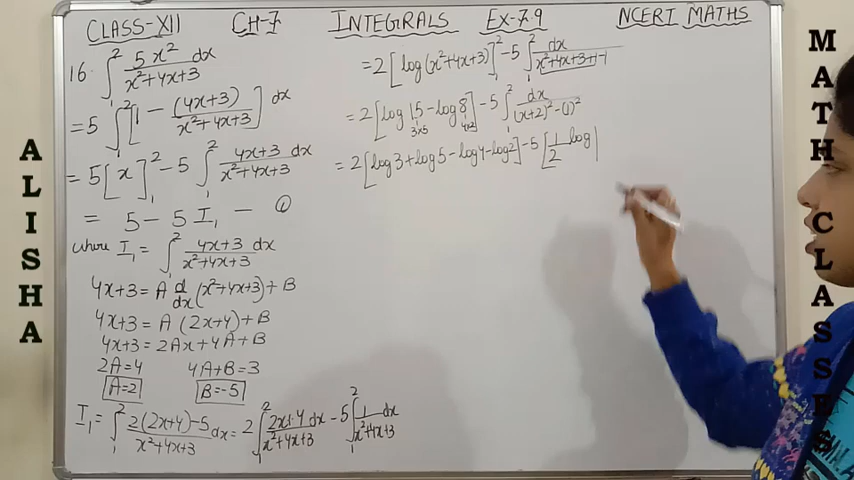 CLASS-XII CH-7 INTEGRALS EX-7.9 NCERT MATHS
16. ∫₁² 5x²/(x²+4x+3) dx
= 5 ∫₁² [1 - (4x+3)/(x²+4x+3)] dx
= 5[x]₁² - 5 ∫₁² (4x+3)/(x²+4x+3) dx
= 5 - 5 I₁ - ①
where I₁ = ∫₁² (4x+3)/(x²+4x+3) dx
4x+3 = A d/dx (x²+4x+3) + B
4x+3 = A (2x+4) + B
4x+3 = 2Ax + 4A + B
2A=4 4A+B=3
A=2 B=-5
I₁ = ∫₁² (2(2x+4)-5)/(x²+4x+3) dx = 2 ∫₁² (2x+4)/(x²+4x+3) dx - 5 ∫₁² 1/(x²+4x+3) dx
= 2[log(x²+4x+3)]₁² - 5 ∫₁² dx/(x²+4x+3+1-1)
= 2[log 15 - log 8] - 5 ∫₁² dx/((x+2)² - (1)²)
3x5 4x2
= 2[log 3 + log 5 - log 4 - log 2] - 5 [1/2 log |
ALISHA
MATH CLASSES